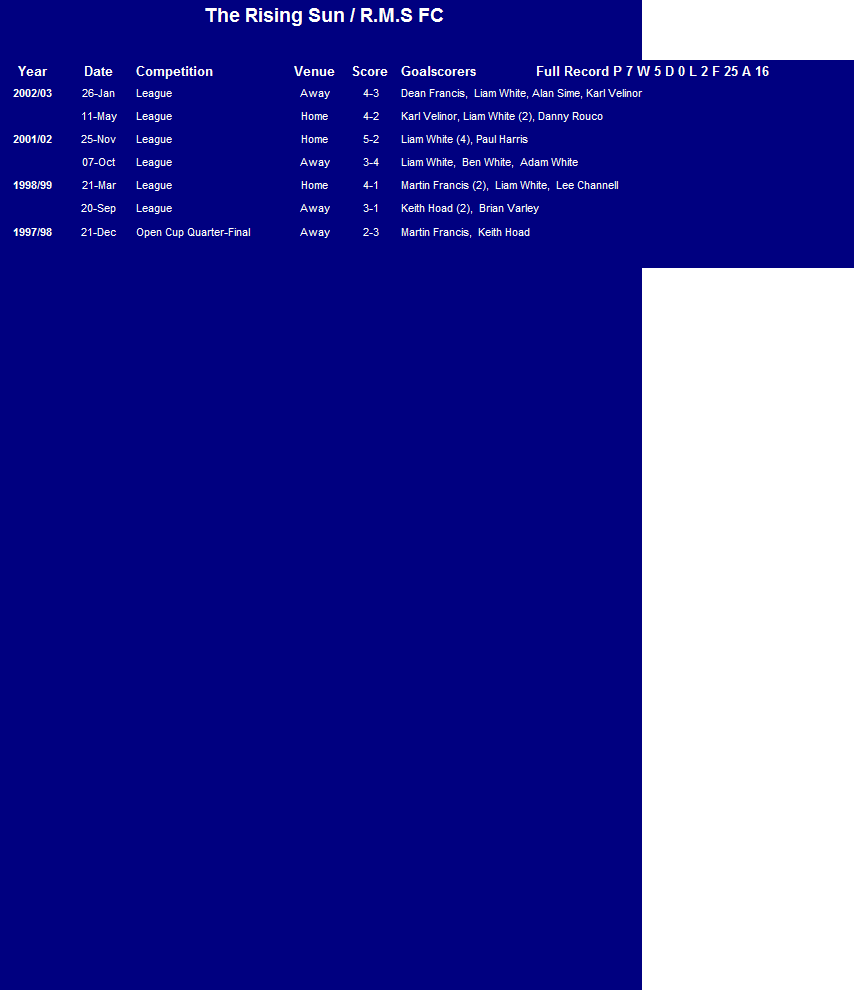 The Rising Sun / R.M.S FC
Year Date Competition Venue Score Goalscorers Full Record P 7 W 5 D 0 L 2 F 25 A 16
2002/03 26-Jan League Away 4-3 Dean Francis, Liam White, Alan Sime, Karl Velinor
11-May League Home 4-2 Karl Velinor, Liam White (2), Danny Rouco
2001/02 25-Nov League Home 5-2 Liam White (4), Paul Harris
07-Oct League Away 3-4 Liam White, Ben White, Adam White
1998/99 21-Mar League Home 4-1 Martin Francis (2), Liam White, Lee Channell
20-Sep League Away 3-1 Keith Hoad (2), Brian Varley
1997/98 21-Dec Open Cup Quarter-Final Away 2-3 Martin Francis, Keith Hoad